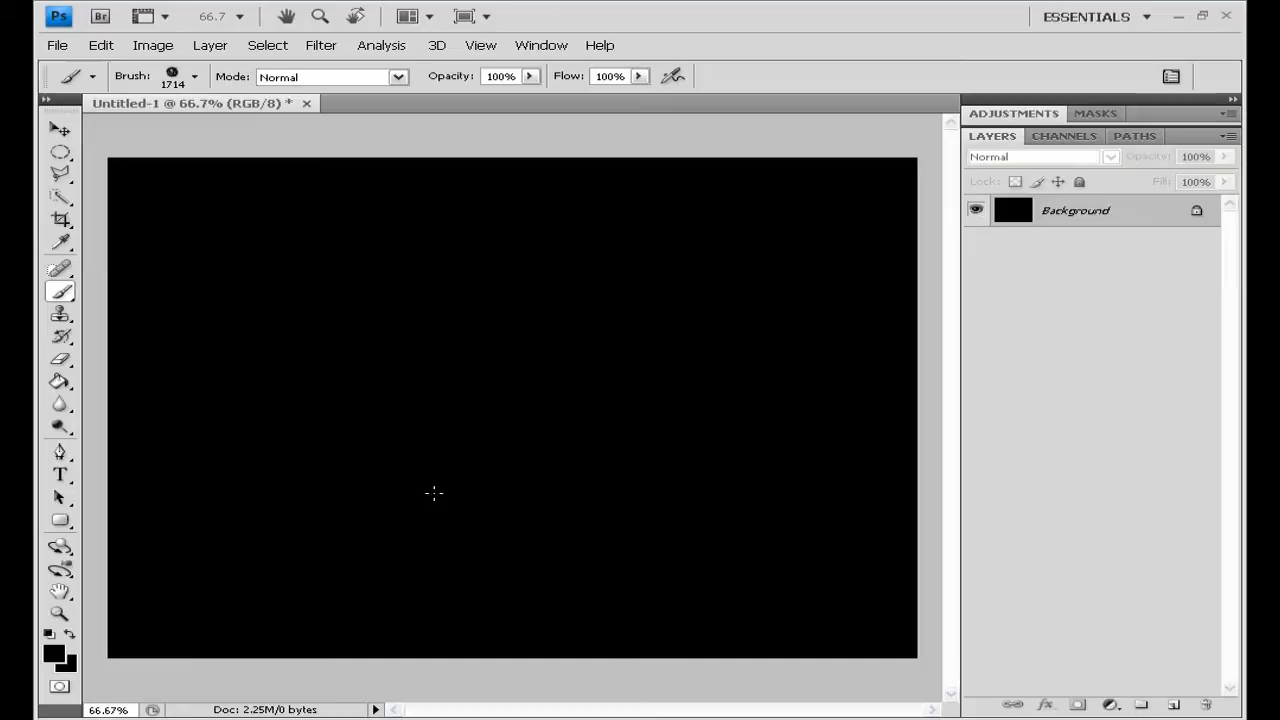 Ps Br 66.7 ESSENTIALS
File Edit Image Layer Select Filter Analysis 3D View Window Help
Brush: 1714 Mode: Normal Opacity: 100% Flow: 100%
Untitled-1 @ 66.7% (RGB/8) *
ADJUSTMENTS MASKS
LAYERS CHANNELS PATHS
Normal Opacity: 100%
Lock: Fill: 100%
Background
T
66.67% Doc: 2.25M/0 bytes